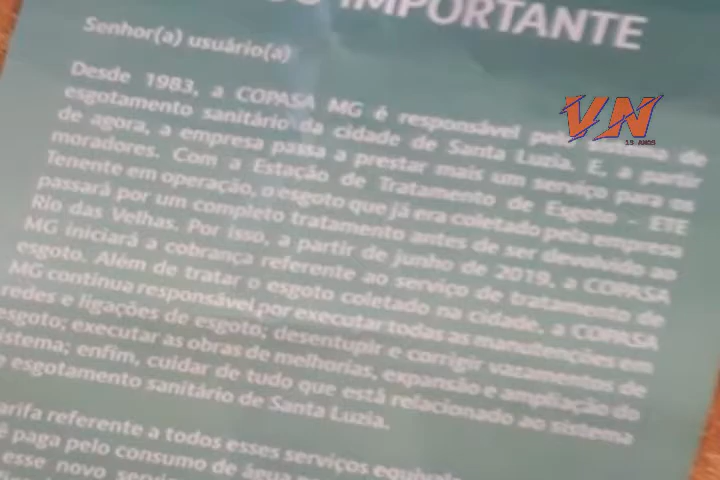 IMPORTANTE
Senhor(a) usuário(a)
Desde 1983, a COPASA MG é responsável pelo de
esgotamento sanitário da cidade de Santa Luzia. E, a partir
de agora, a empresa passa a prestar mais um serviço para os
moradores. Com a Estação de Tratamento de Esgoto - ETE
Tenente em operação, o esgoto que já era coletado pela empresa
passará por um completo tratamento antes de ser devolvido ao
Rio das Velhas. Por isso, a partir de junho de 2019, a COPASA
MG iniciará a cobrança referente ao serviço de tratamento de
esgoto. Além de tratar o esgoto coletado na cidade, a COPASA
MG continua responsável por executar todas as manutenções em
redes e ligações de esgoto; desentupir e corrigir vazamentos de
esgoto; executar as obras de melhorias, expansão e ampliação do
sistema; enfim, cuidar de tudo que está relacionado ao sistema
esgotamento sanitário de Santa Luzia.
arifa referente a todos esses serviços equivale
ê paga pelo consumo de água
esse novo
VN
15 ANOS